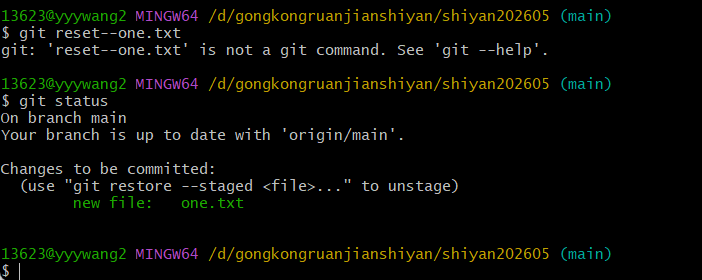 13623@yyywang2 MINGW64 /d/gongkongruanjianshiyan/shiyan202605 (main)
$ git reset--one.txt
git: 'reset--one.txt' is not a git command. See 'git --help'.
13623@yyywang2 MINGW64 /d/gongkongruanjianshiyan/shiyan202605 (main)
$ git status
On branch main
Your branch is up to date with 'origin/main'.
Changes to be committed:
  (use "git restore --staged <file>..." to unstage)
        new file:   one.txt
13623@yyywang2 MINGW64 /d/gongkongruanjianshiyan/shiyan202605 (main)
$